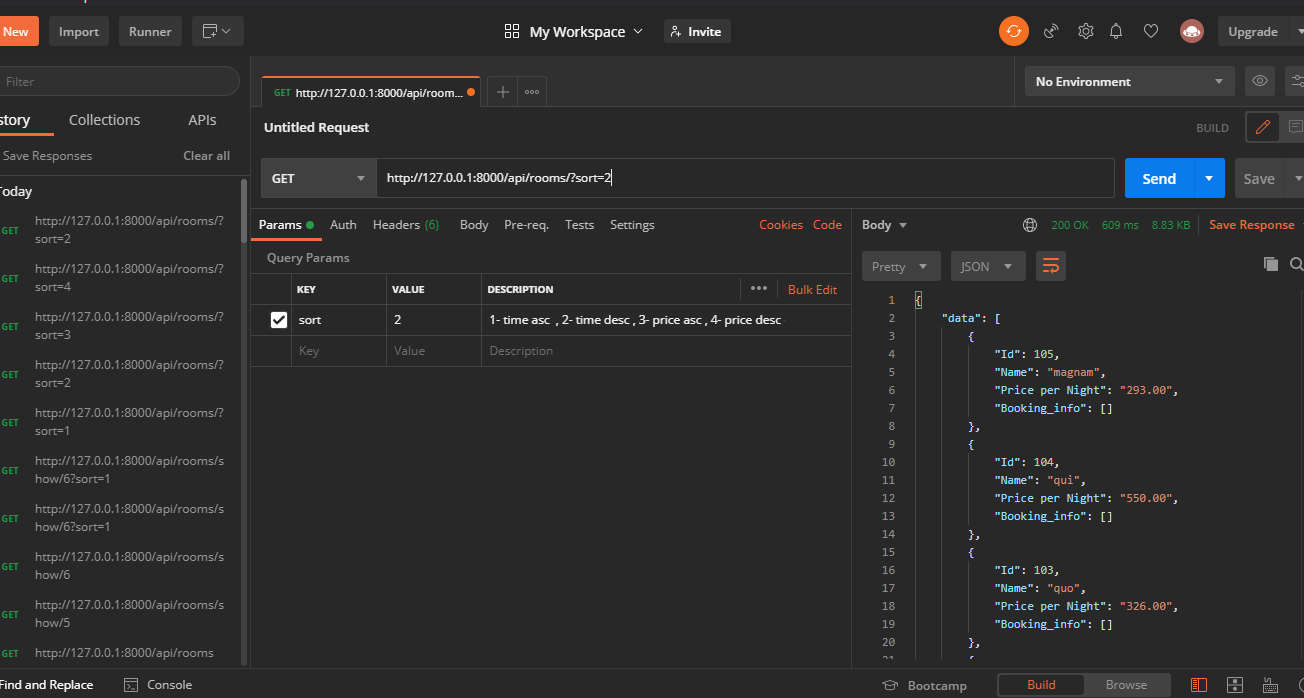 New
Import
Runner
My Workspace
Invite
Upgrade
Filter
GET http://127.0.0.1:8000/api/room...
No Environment
story
Collections
APIs
Untitled Request
BUILD
Save Responses
Clear all
GET
http://127.0.0.1:8000/api/rooms/?sort=2
Send
Save
Today
GET http://127.0.0.1:8000/api/rooms/?
sort=2
GET http://127.0.0.1:8000/api/rooms/?
sort=4
GET http://127.0.0.1:8000/api/rooms/?
sort=3
GET http://127.0.0.1:8000/api/rooms/?
sort=2
GET http://127.0.0.1:8000/api/rooms/?
sort=1
GET http://127.0.0.1:8000/api/rooms/s
how/6?sort=1
GET http://127.0.0.1:8000/api/rooms/s
how/6?sort=1
GET http://127.0.0.1:8000/api/rooms/s
how/6
GET http://127.0.0.1:8000/api/rooms/s
how/5
GET http://127.0.0.1:8000/api/rooms
Params
Auth
Headers (6)
Body
Pre-req.
Tests
Settings
Cookies
Code
Query Params
KEY
VALUE
DESCRIPTION
Bulk Edit
sort
2
1- time asc , 2- time desc , 3- price asc , 4- price desc
Key
Value
Description
Body
200 OK
609 ms
8.83 KB
Save Response
Pretty
JSON
1 {
2 "data": [
3 {
4 "Id": 105,
5 "Name": "magnam",
6 "Price per Night": "293.00",
7 "Booking_info": []
8 },
9 {
10 "Id": 104,
11 "Name": "qui",
12 "Price per Night": "550.00",
13 "Booking_info": []
14 },
15 {
16 "Id": 103,
17 "Name": "quo",
18 "Price per Night": "326.00",
19 "Booking_info": []
20 },
21 {
Find and Replace
Console
Bootcamp
Build
Browse